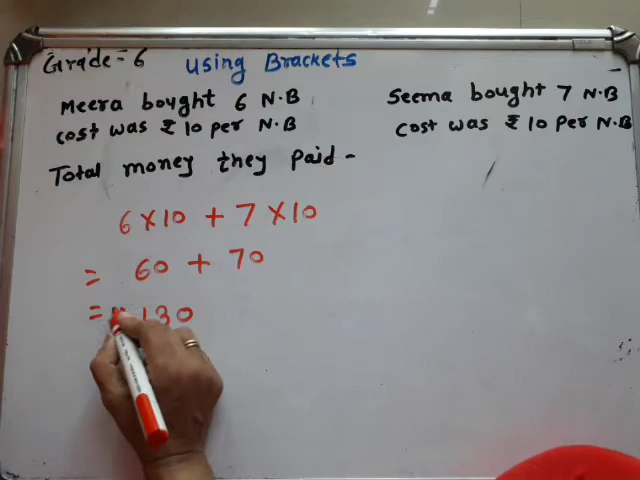 Grade = 6 Using Brackets
Meera bought 6 N.B
cost was ₹ 10 per N.B
Seema bought 7 N.B
cost was ₹ 10 per N.B
Total money they paid -
6 × 10 + 7 × 10
= 60 + 70
= 130